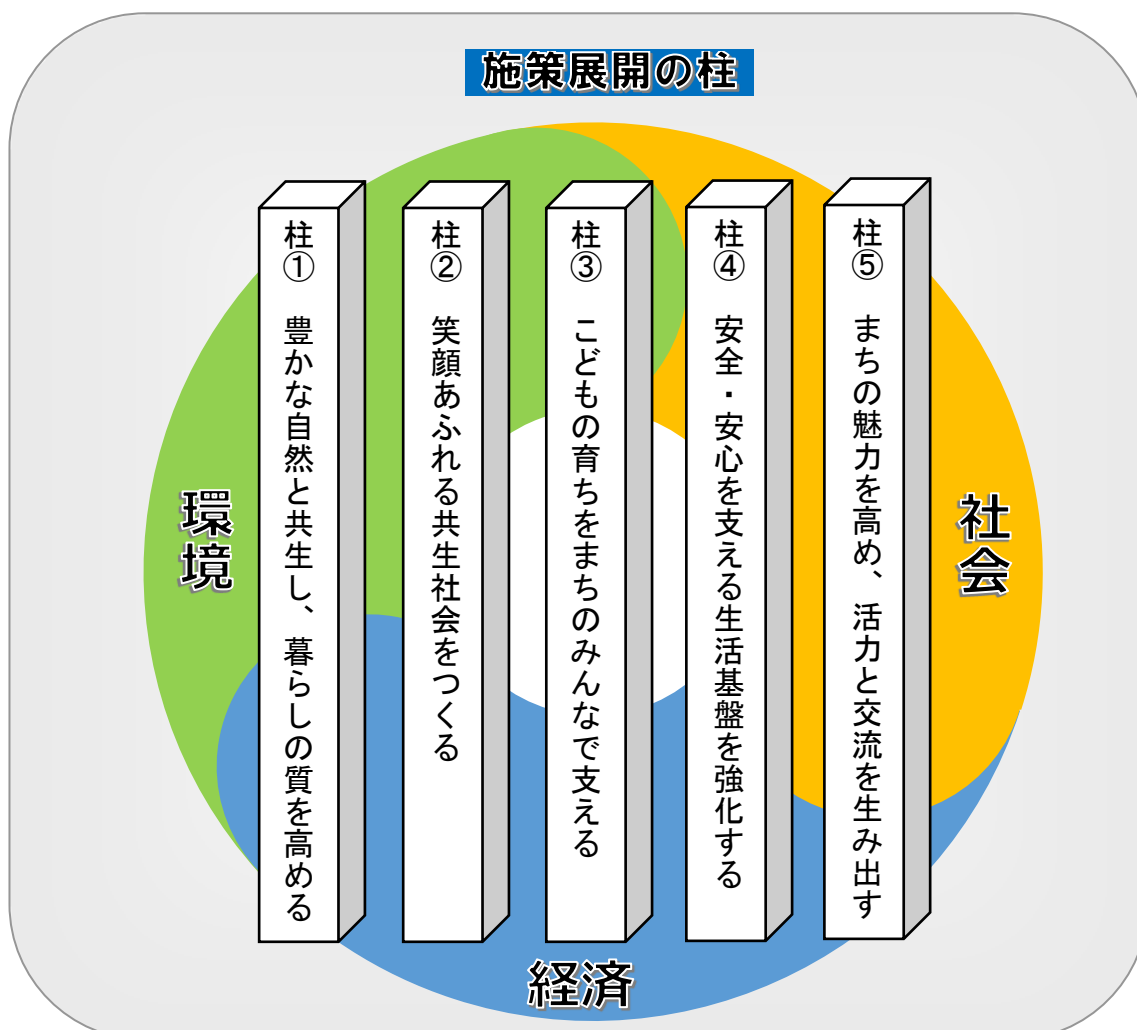 施策展開の柱
柱① 豊かな自然と共生し、暮らしの質を高める
柱② 笑顔あふれる共生社会をつくる
柱③ こどもの育ちをまちのみんなで支える
柱④ 安全・安心を支える生活基盤を強化する
柱⑤ まちの魅力を高め、活力と交流を生み出す
環境
社会
経済